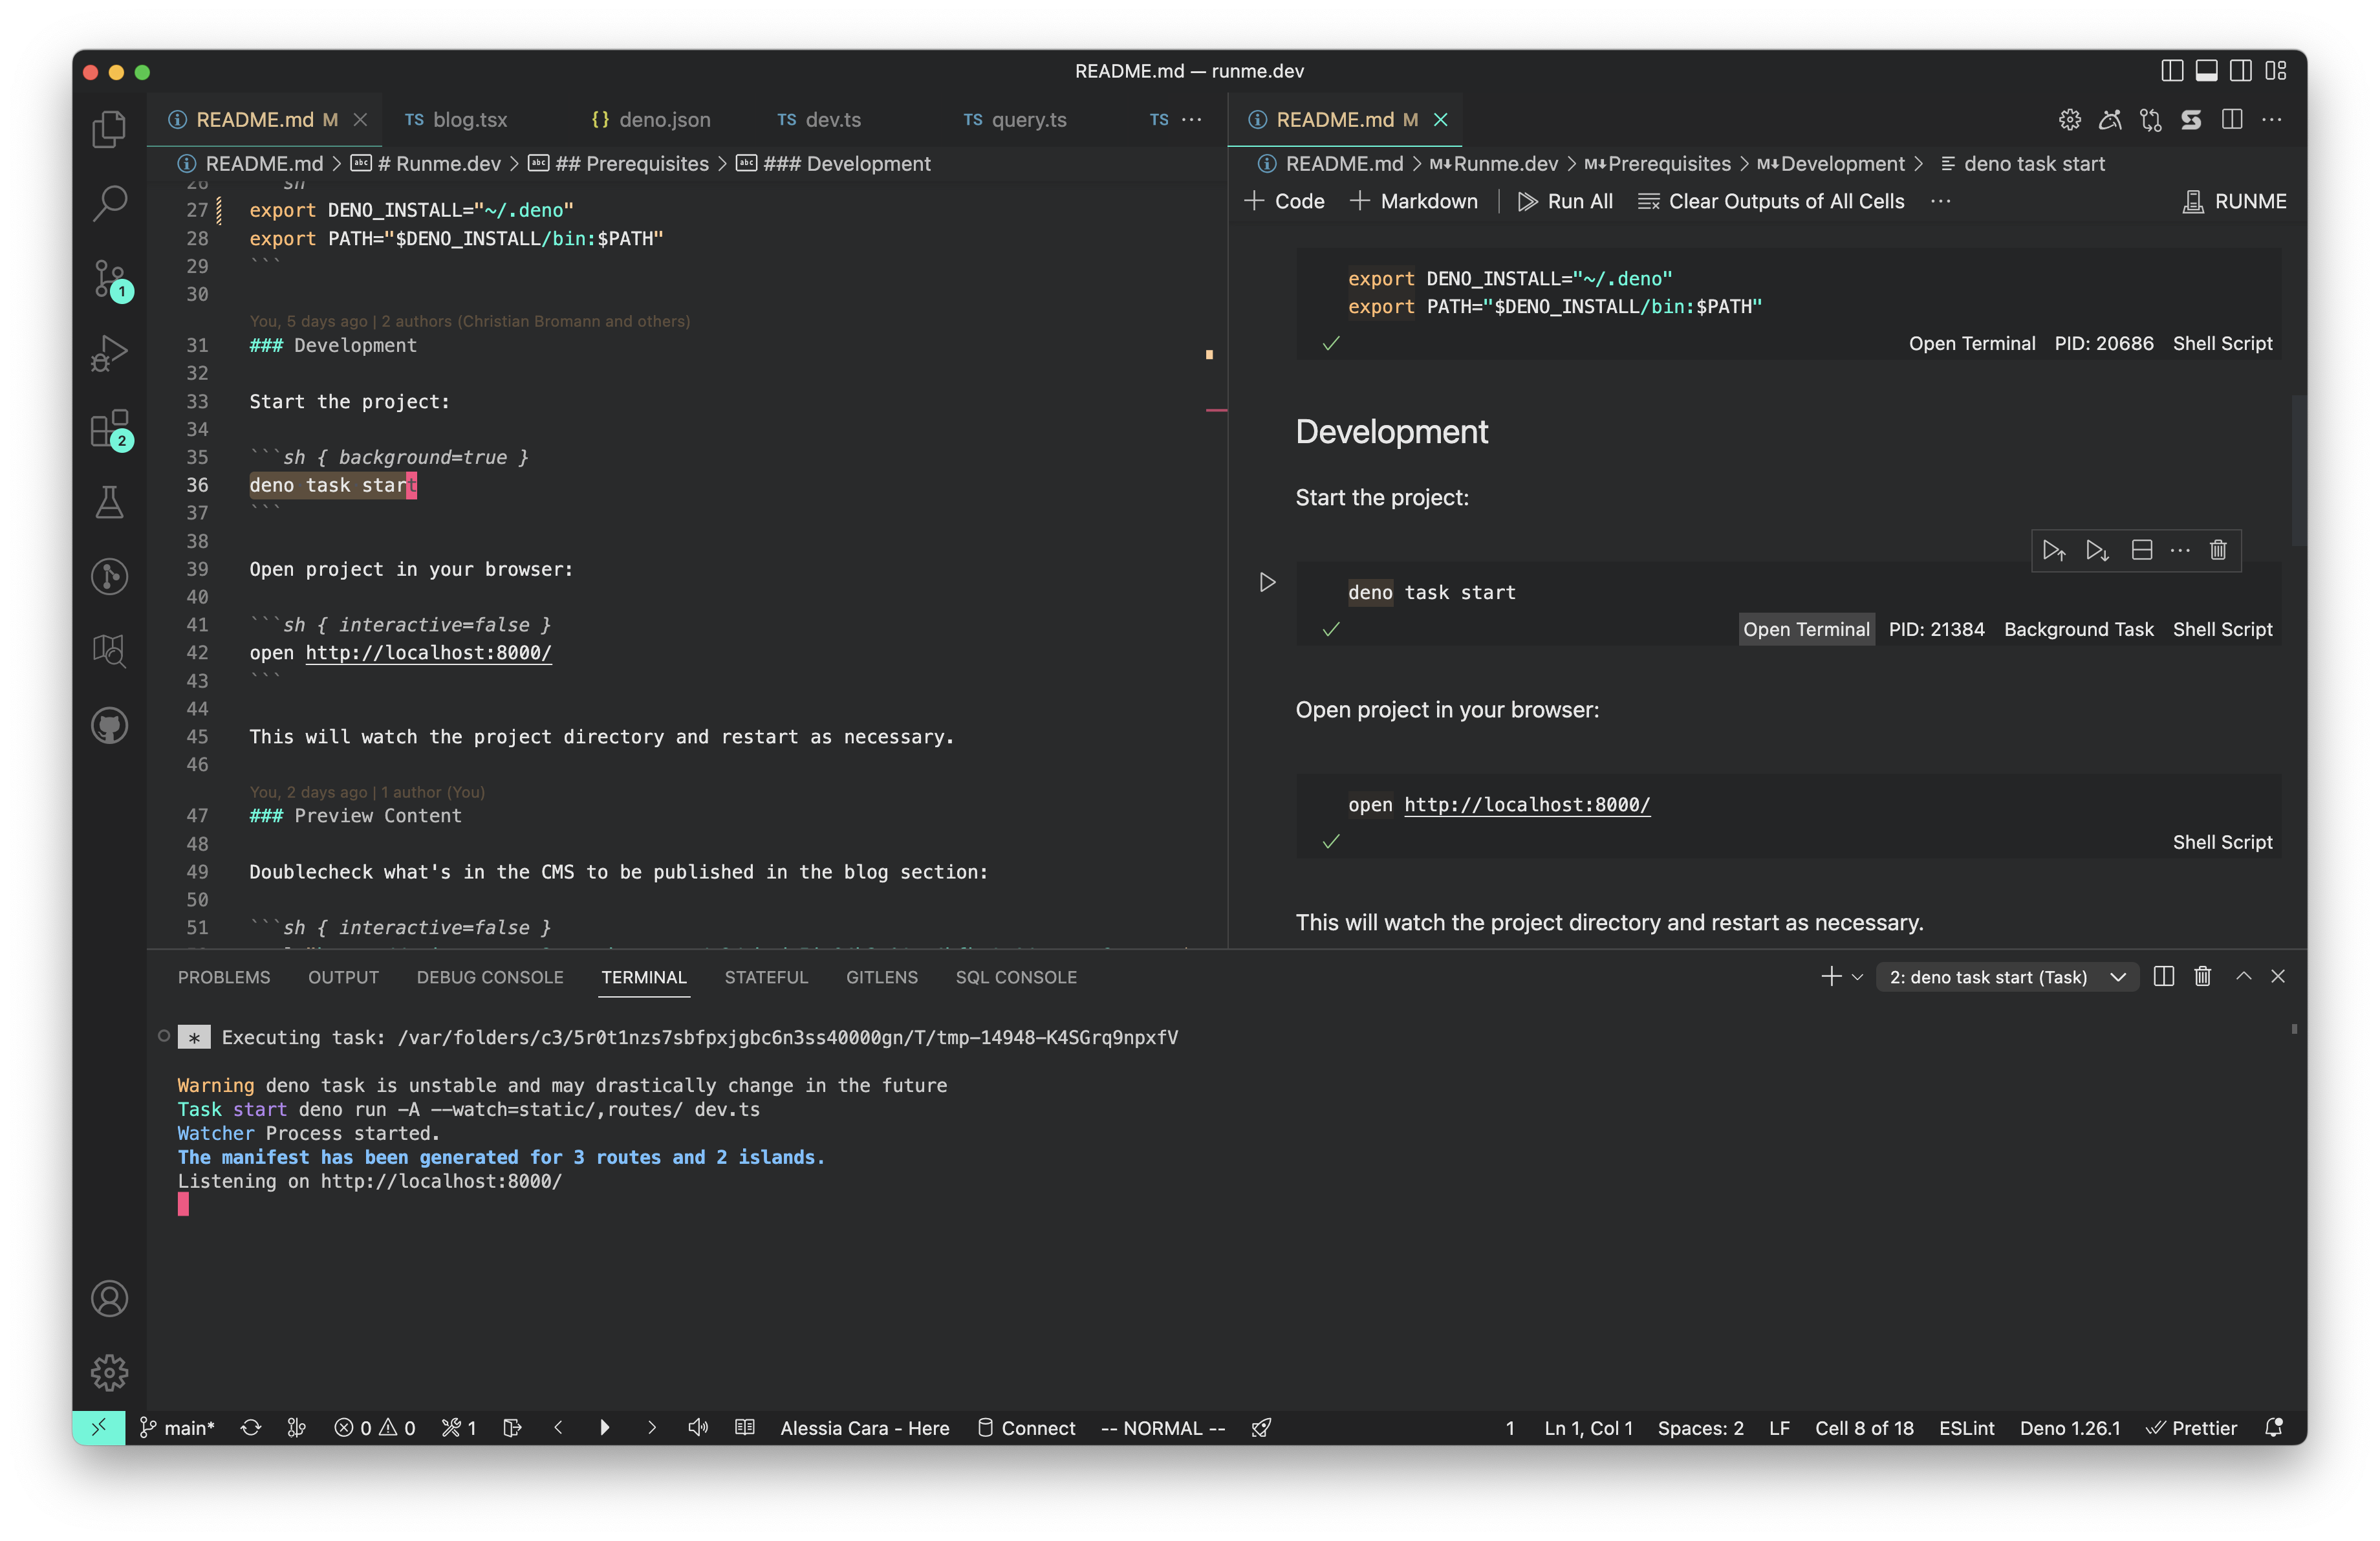 README.md — runme.dev
README.md M
TS blog.tsx
{} deno.json
TS dev.ts
TS query.ts
TS ···
README.md > # Runme.dev > ## Prerequisites > ### Development
26 ```sh
27 export DENO_INSTALL="~/.deno"
28 export PATH="$DENO_INSTALL/bin:$PATH"
29 ```
30
You, 5 days ago | 2 authors (Christian Bromann and others)
31 ### Development
32
33 Start the project:
34
35 ```sh { background=true }
36 deno task start
37 ```
38
39 Open project in your browser:
40
41 ```sh { interactive=false }
42 open http://localhost:8000/
43 ```
44
45 This will watch the project directory and restart as necessary.
46
You, 2 days ago | 1 author (You)
47 ### Preview Content
48
49 Doublecheck what's in the CMS to be published in the blog section:
50
51 ```sh { interactive=false }
README.md M
README.md > M↓Runme.dev > M↓Prerequisites > M↓Development > deno task start
+ Code + Markdown | Run All Clear Outputs of All Cells ··· RUNME
export DENO_INSTALL="~/.deno"
export PATH="$DENO_INSTALL/bin:$PATH"
Open Terminal PID: 20686 Shell Script
Development
Start the project:
deno task start
Open Terminal PID: 21384 Background Task Shell Script
Open project in your browser:
open http://localhost:8000/
Shell Script
This will watch the project directory and restart as necessary.
1
2
PROBLEMS OUTPUT DEBUG CONSOLE TERMINAL STATEFUL GITLENS SQL CONSOLE
2: deno task start (Task)
* Executing task: /var/folders/c3/5r0t1nzs7sbfpxjgbc6n3ss40000gn/T/tmp-14948-K4SGrq9npxfV
Warning deno task is unstable and may drastically change in the future
Task start deno run -A --watch=static/,routes/ dev.ts
Watcher Process started.
The manifest has been generated for 3 routes and 2 islands.
Listening on http://localhost:8000/
main* 0 0 1 Alessia Cara - Here Connect -- NORMAL -- 1 Ln 1, Col 1 Spaces: 2 LF Cell 8 of 18 ESLint Deno 1.26.1 Prettier